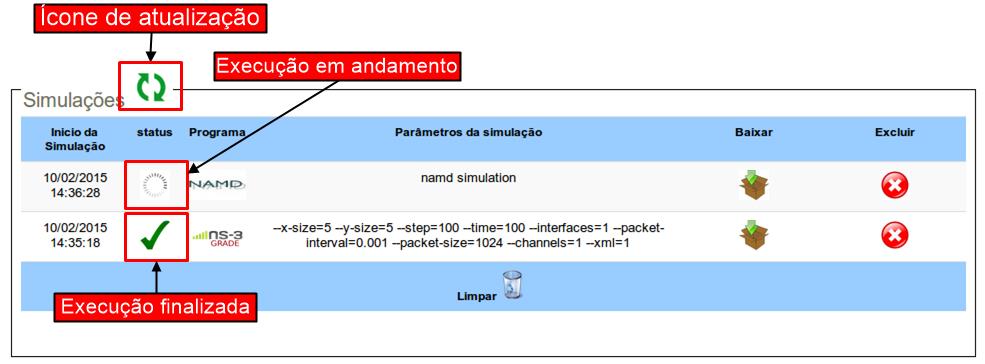 Ícone de atualização
Execução em andamento
Simulações
Inicio da Simulação
status
Programa
Parâmetros da simulação
Baixar
Excluir
10/02/2015
14:36:28
NAMD
namd simulation
10/02/2015
14:35:18
ns-3
GRADE
--x-size=5 --y-size=5 --step=100 --time=100 --interfaces=1 --packet-
interval=0.001 --packet-size=1024 --channels=1 --xml=1
Limpar
Execução finalizada